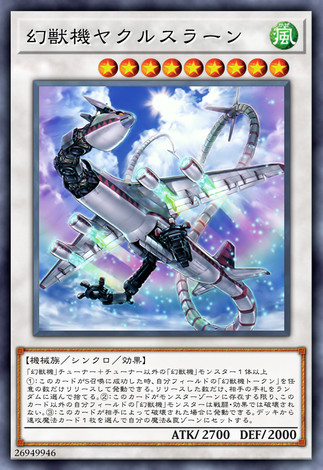 幻獣機ヤクルスラーン
風
【機械族／シンクロ／効果】
「幻獣機」チューナー＋チューナー以外の「幻獣機」モンスター１体以上
①：このカードがS召喚に成功した時、自分フィールドの「幻獣機トークン」を任
意の数だけリリースして発動できる。リリースした数だけ、相手の手札をラン
ダムに選んで捨てる。②：このカードがモンスターゾーンに存在する限り、この
カード以外の自分フィールドの「幻獣機」モンスターは戦闘・効果では破壊され
ない。③：このカードが相手によって破壊された場合に発動できる。デッキから
速攻魔法カード１枚を選んで自分の魔法＆罠ゾーンにセットする。
ATK/ 2700 DEF/2000
26949946